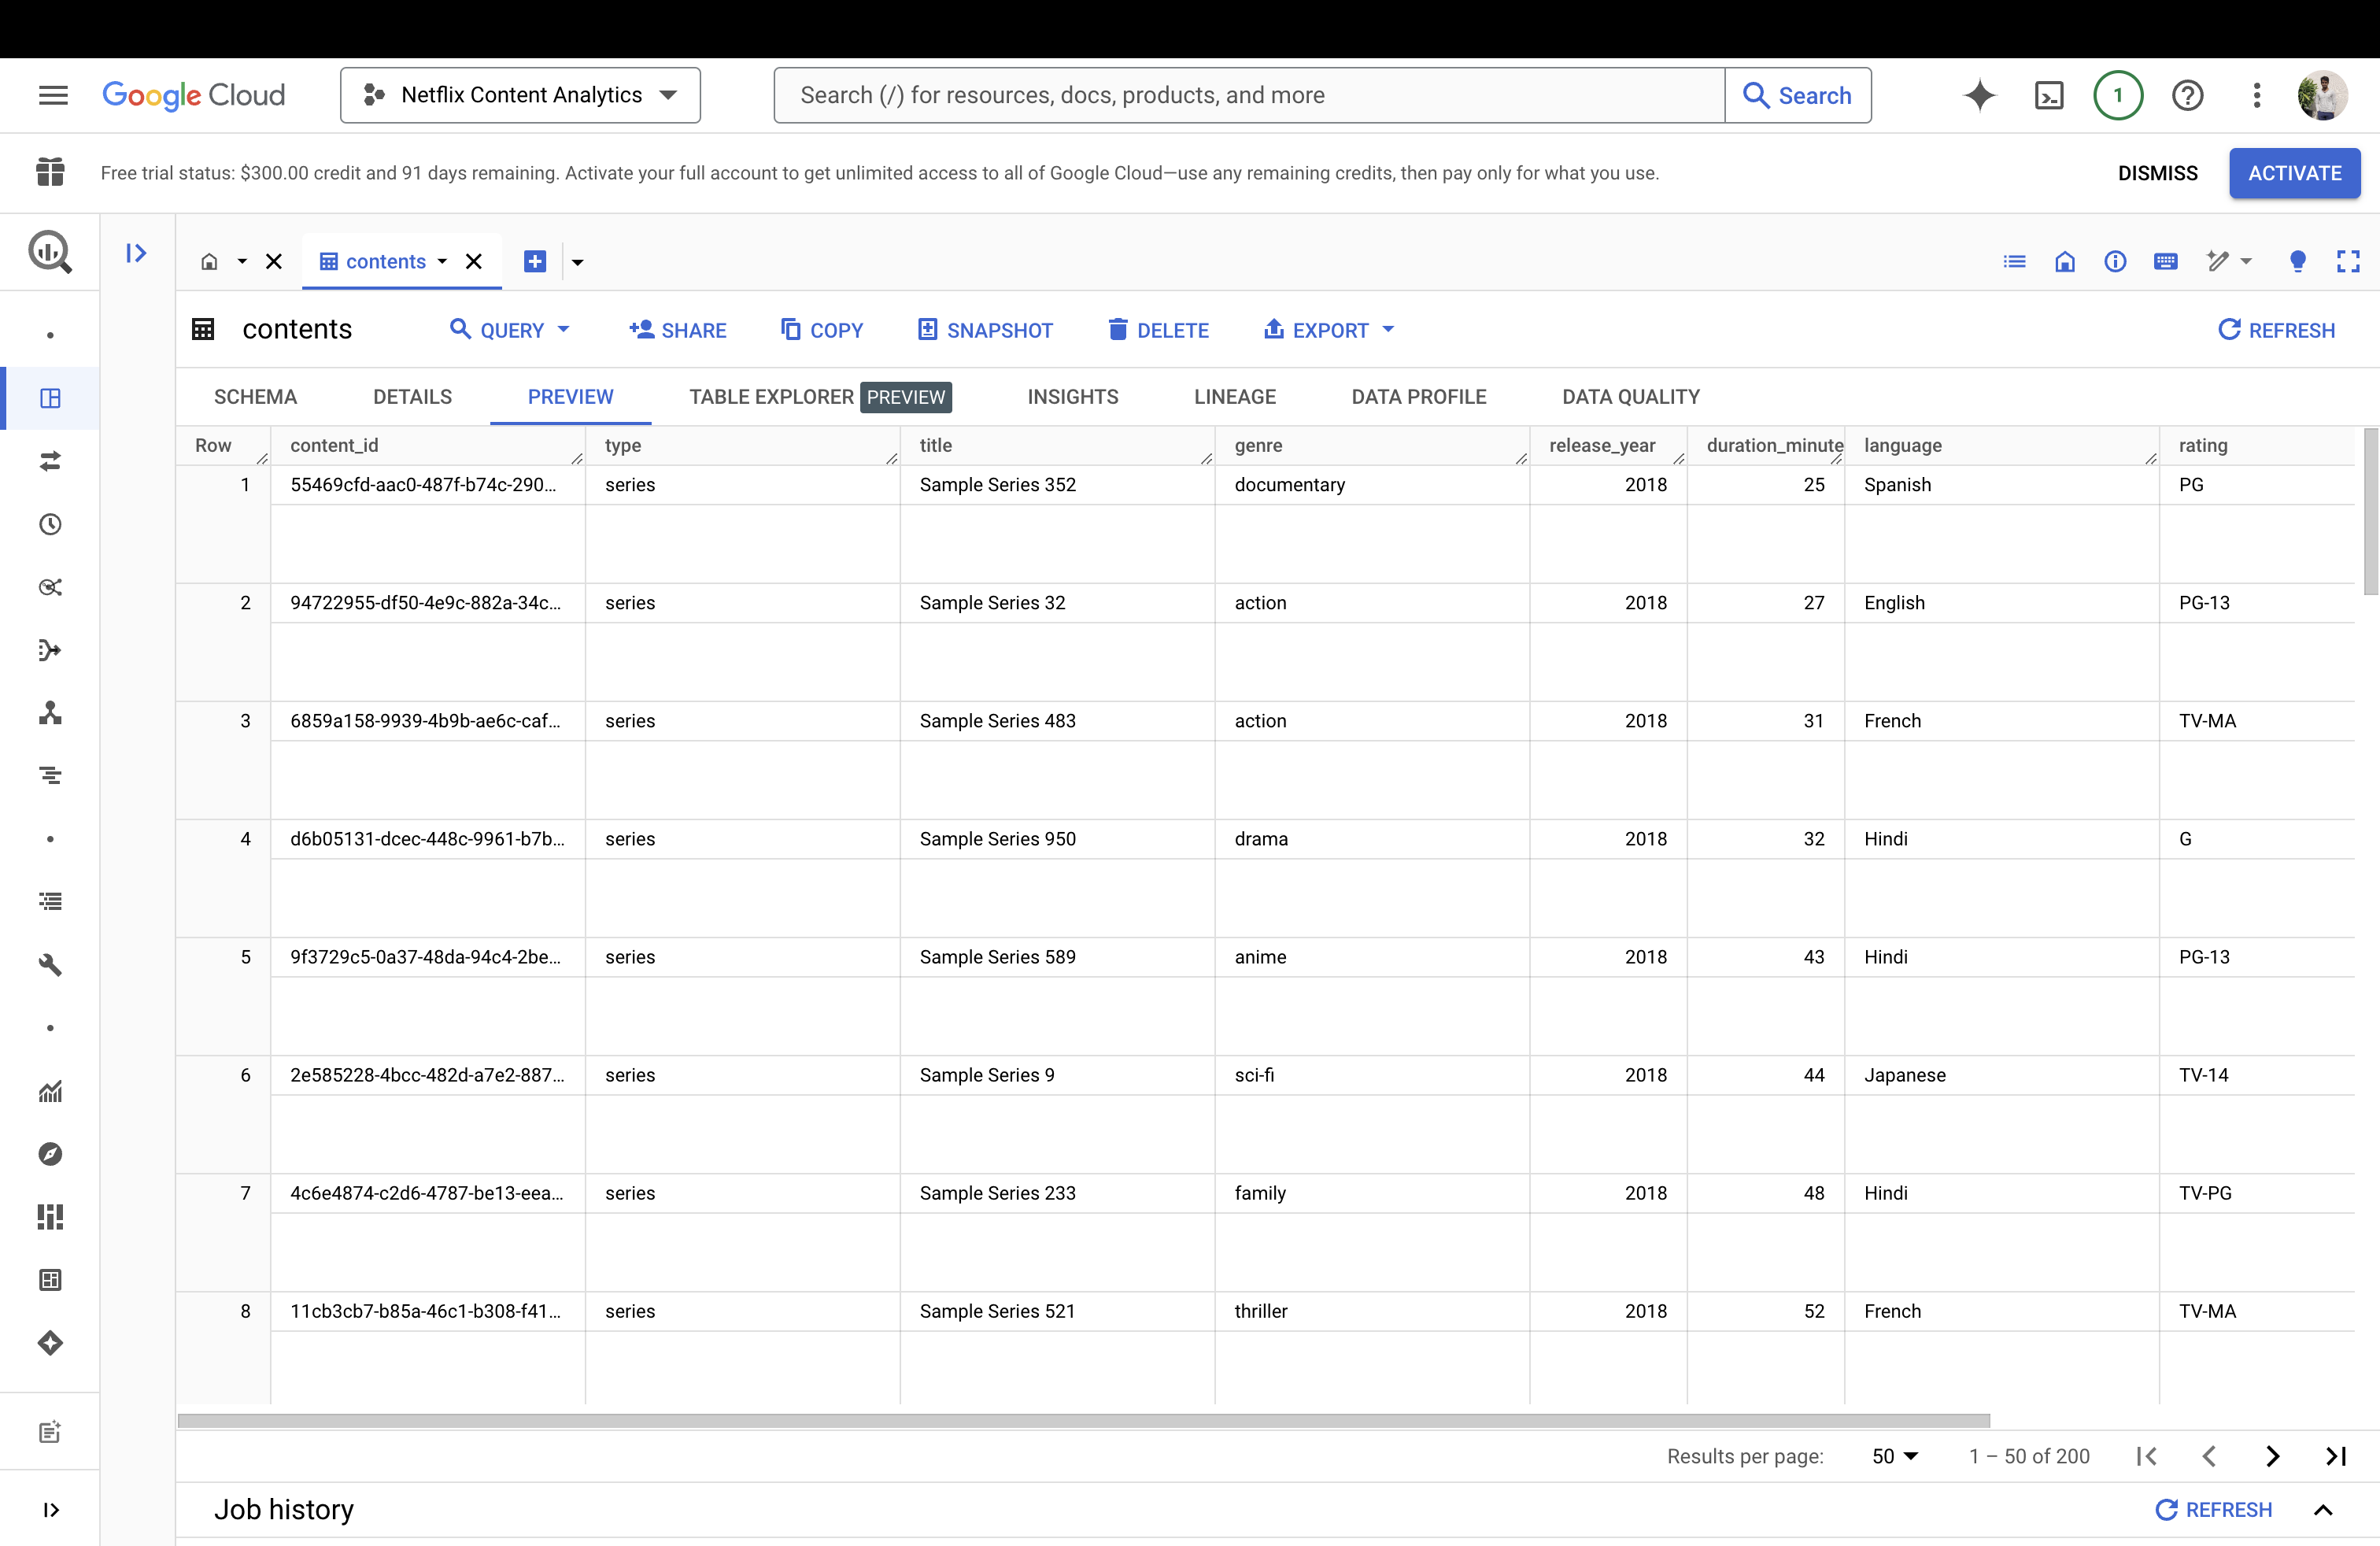 Google Cloud Netflix Content Analytics Search (/) for resources, docs, products, and more Search 1
Free trial status: $300.00 credit and 91 days remaining. Activate your full account to get unlimited access to all of Google Cloud—use any remaining credits, then pay only for what you use. DISMISS ACTIVATE
contents
contents QUERY SHARE COPY SNAPSHOT DELETE EXPORT REFRESH
SCHEMA DETAILS PREVIEW TABLE EXPLORER PREVIEW INSIGHTS LINEAGE DATA PROFILE DATA QUALITY
Row content_id type title genre release_year duration_minute language rating
1 55469cfd-aac0-487f-b74c-290... series Sample Series 352 documentary 2018 25 Spanish PG
2 94722955-df50-4e9c-882a-34c... series Sample Series 32 action 2018 27 English PG-13
3 6859a158-9939-4b9b-ae6c-caf... series Sample Series 483 action 2018 31 French TV-MA
4 d6b05131-dcec-448c-9961-b7b... series Sample Series 950 drama 2018 32 Hindi G
5 9f3729c5-0a37-48da-94c4-2be... series Sample Series 589 anime 2018 43 Hindi PG-13
6 2e585228-4bcc-482d-a7e2-887... series Sample Series 9 sci-fi 2018 44 Japanese TV-14
7 4c6e4874-c2d6-4787-be13-eea... series Sample Series 233 family 2018 48 Hindi TV-PG
8 11cb3cb7-b85a-46c1-b308-f41... series Sample Series 521 thriller 2018 52 French TV-MA
Results per page: 50 1 – 50 of 200
Job history REFRESH